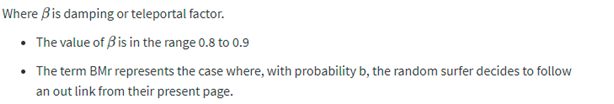 Where β is damping or teleportal factor.
• The value of β is in the range 0.8 to 0.9
• The term BMr represents the case where, with probability b, the random surfer decides to follow
an out link from their present page.